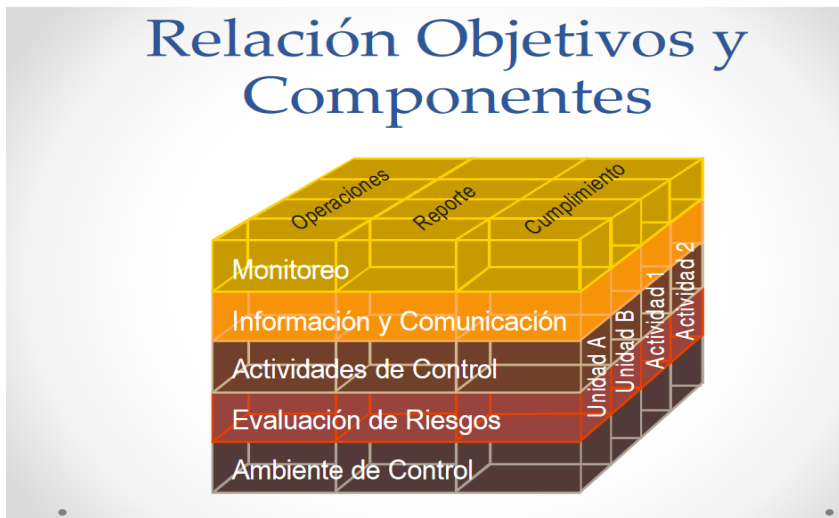 Relación Objetivos y
Componentes
Operaciones
Reporte
Cumplimiento
Monitoreo
Información y Comunicación
Actividades de Control
Evaluación de Riesgos
Ambiente de Control
Unidad A
Unidad B
Actividad 1
Actividad 2